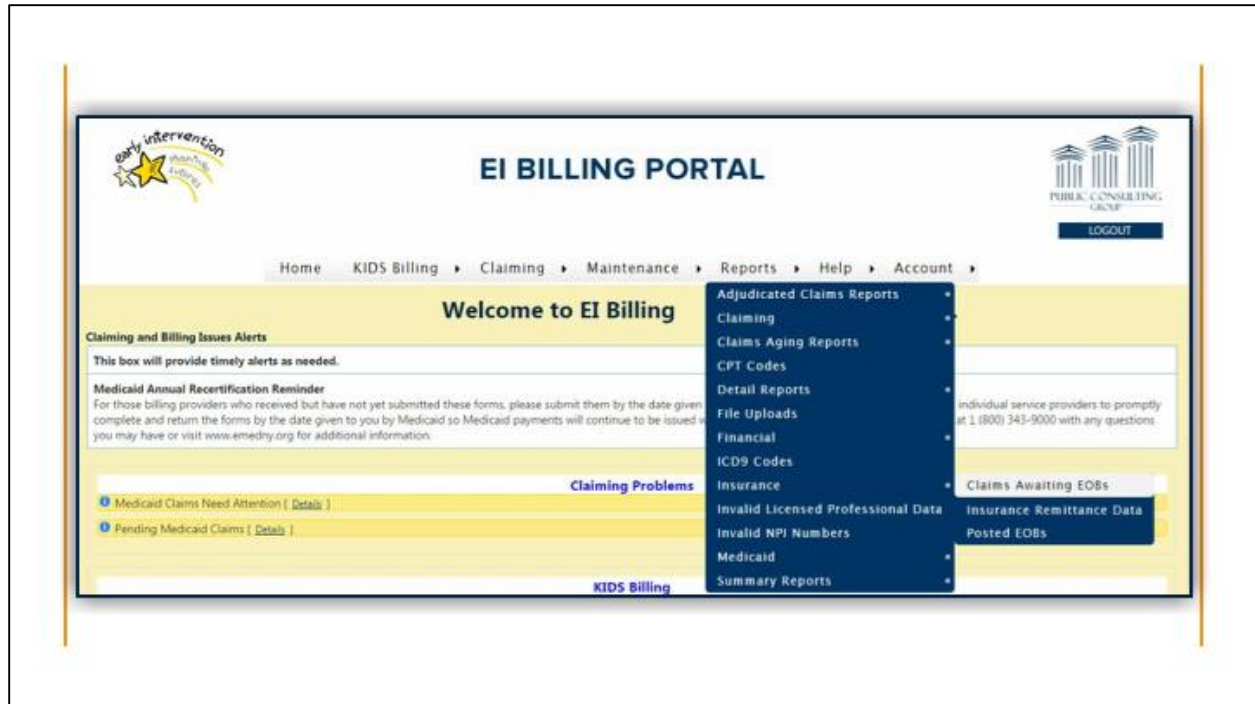 early intervention
EI BILLING PORTAL
PUBLIC CONSULTING
GROUP
LOGOUT
Home KIDS Billing Claiming Maintenance Reports Help Account
Welcome to EI Billing
Claiming and Billing Issues Alerts
This box will provide timely alerts as needed.
Medicaid Annual Recertification Reminder
For those billing providers who received but have not yet submitted these forms, please submit them by the date given individual service providers to promptly
complete and return the forms by the date given to you by Medicaid so Medicaid payments will continue to be issued at 1 (800) 343-9000 with any questions
you may have or visit www.emedny.org for additional information.
Claiming Problems
Medicaid Claims Need Attention [ Details ]
Pending Medicaid Claims [ Details ]
KIDS Billing
Adjudicated Claims Reports
Claiming
Claims Aging Reports
CPT Codes
Detail Reports
File Uploads
Financial
ICD9 Codes
Insurance
Invalid Licensed Professional Data
Invalid NPI Numbers
Medicaid
Summary Reports
Claims Awaiting EOBs
Insurance Remittance Data
Posted EOBs